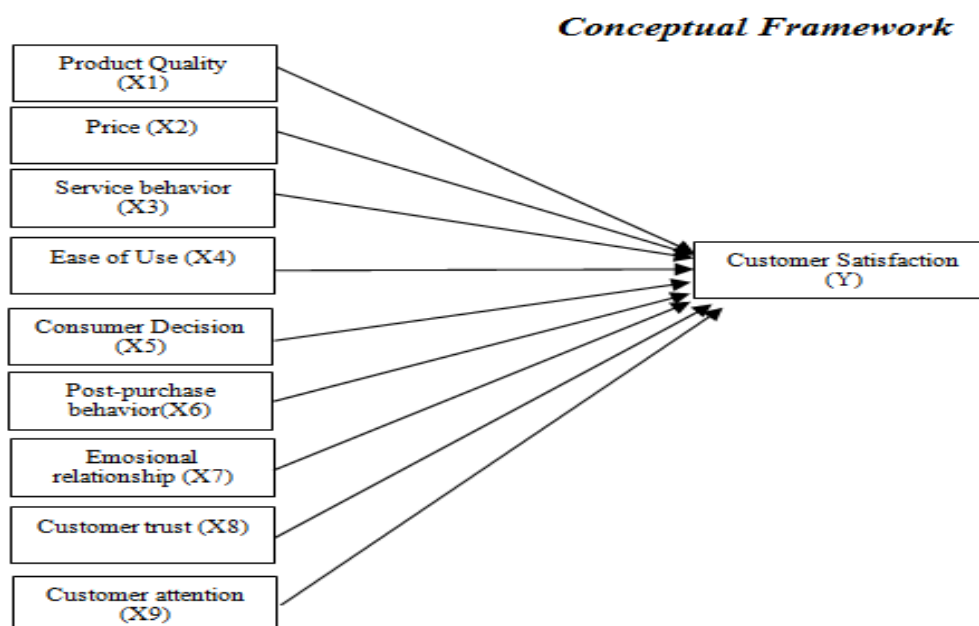 Conceptual Framework
Product Quality
(X1)
Price (X2)
Service behavior
(X3)
Ease of Use (X4)
Consumer Decision
(X5)
Post-purchase
behavior(X6)
Emosional
relationship (X7)
Customer trust (X8)
Customer attention
(X9)
Customer Satisfaction
(Y)